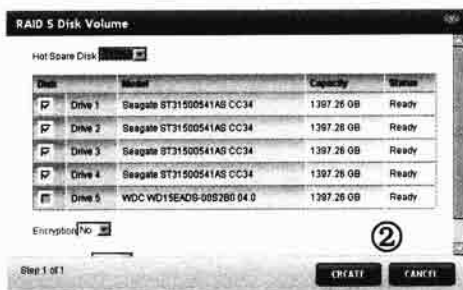 RAID 5 Disk Volume
Hot Spare Disk
Disk Model Capacity Status
Drive 1 Seagate ST31500541AS CC34 1397.26 GB Ready
Drive 2 Seagate ST31500541AS CC34 1397.26 GB Ready
Drive 3 Seagate ST31500541AS CC34 1397.26 GB Ready
Drive 4 Seagate ST31500541AS CC34 1397.26 GB Ready
Drive 5 WDC WD15EADS-00S2B0 04.0 1397.26 GB Ready
Encryption No
②
Step 1 of 1 CREATE CANCEL